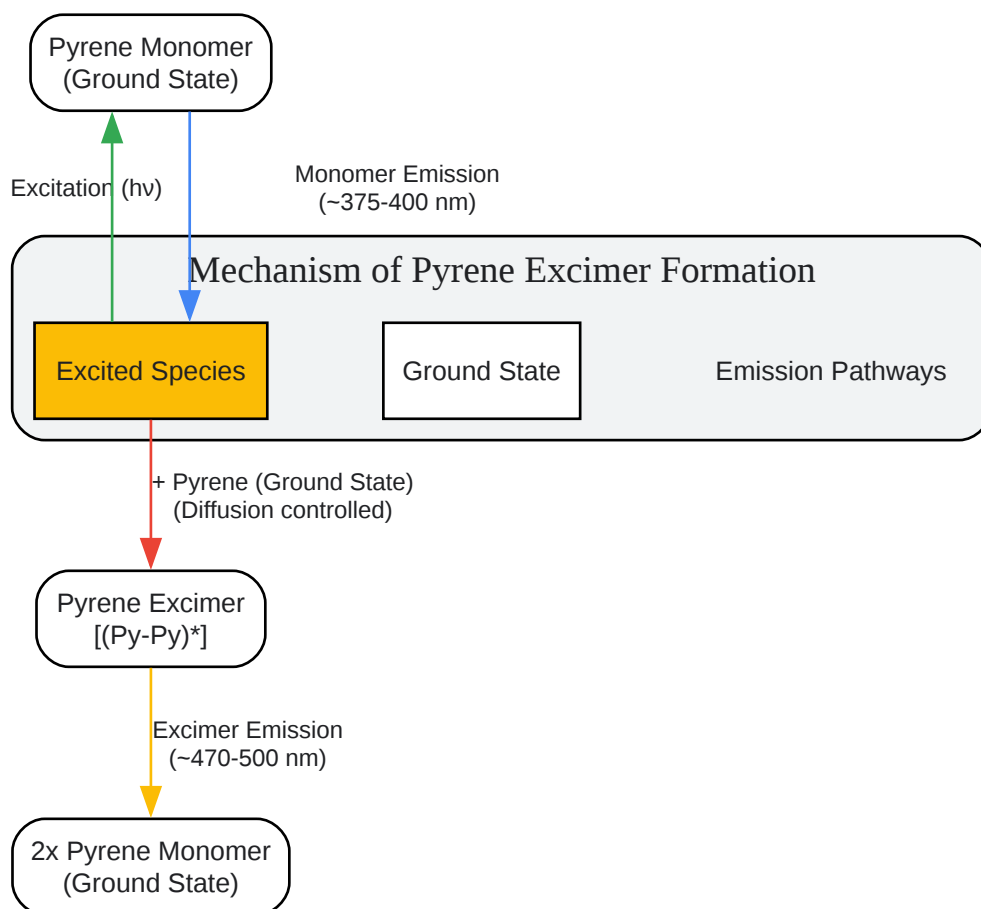 Pyrene Monomer
(Ground State)
Excitation (hν)
Monomer Emission
(~375-400 nm)
Mechanism of Pyrene Excimer Formation
Excited Species
Ground State
Emission Pathways
+ Pyrene (Ground State)
(Diffusion controlled)
Pyrene Excimer
[(Py-Py)*]
Excimer Emission
(~470-500 nm)
2x Pyrene Monomer
(Ground State)